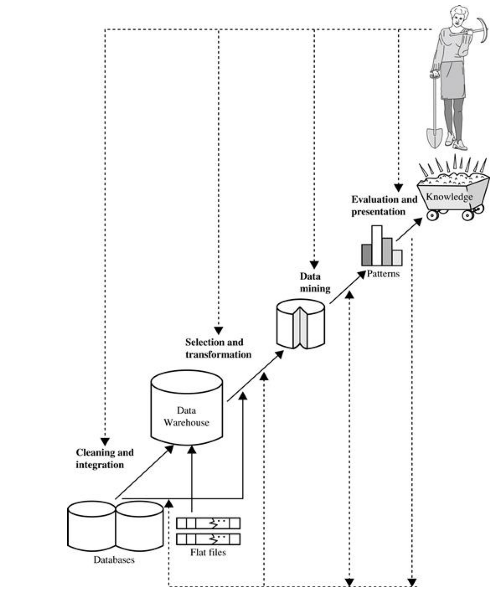 Evaluation and
presentation
Knowledge
Patterns
Data
mining
Selection and
transformation
Data
Warehouse
Cleaning and
integration
Flat files
Databases